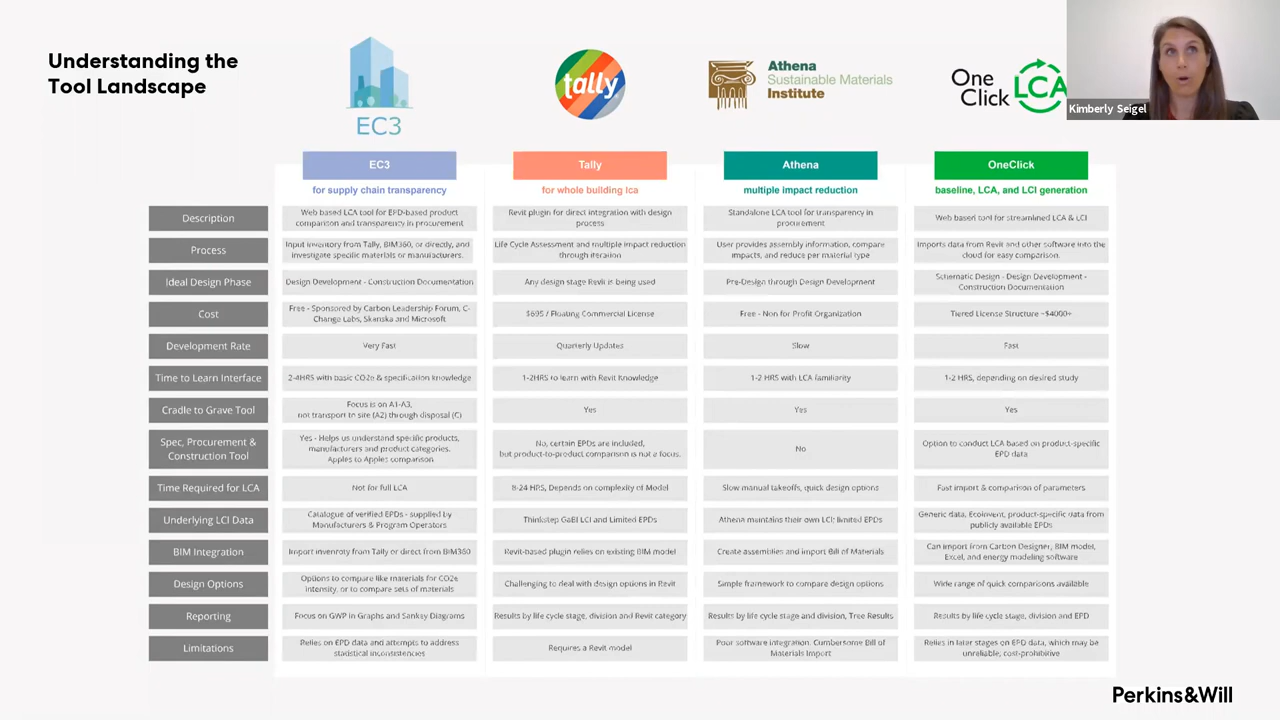 Understanding the
Tool Landscape
EC3
tally
Athena
Sustainable Materials
Institute
One
Click
LCA
Kimberly Seigel
EC3
Tally
Athena
OneClick
for supply chain transparency
for whole building lca
multiple impact reduction
baseline, LCA, and LCI generation
Description
Web based LCA tool for EPD-based product
comparison and transparency in procurement
Revit plugin for direct integration with design
process
Standalone LCA tool for transparency in
procurement
Web based tool for streamlined LCA & LCI
Process
Input inventory from Tally, BIM360, or directly, and
investigate specific materials or manufacturers.
Life Cycle Assessment and multiple impact reduction
through iteration
User provides assembly information, compare
impacts, and reduce per material type
Imports data from Revit and other software into the
cloud for easy comparison.
Ideal Design Phase
Design Development - Construction Documentation
Any design stage Revit is being used
Pre-Design through Design Development
Schematic Design - Design Development -
Construction Documentation
Cost
Free - Sponsored by Carbon Leadership Forum, C-
Change Labs, Skanska and Microsoft
$695 / Floating Commercial License
Free - Non for Profit Organization
Tiered License Structure ~$4000+
Development Rate
Very Fast
Quarterly Updates
Slow
Fast
Time to Learn Interface
2-4HRS with basic CO2e & specification knowledge
1-2HRS to learn with Revit Knowledge
1-2 HRS with LCA familiarity
1-2 HRS, depending on desired study
Cradle to Grave Tool
Focus is on A1-A3,
not transport to site (A2) through disposal (C)
Yes
Yes
Yes
Spec, Procurement &
Construction Tool
Yes - Helps us understand specific products,
manufacturers and product categories.
Apples to Apples comparison
No, certain EPDs are included,
but product-to-product comparison is not a focus.
No
Option to conduct LCA based on product-specific
EPD data
Time Required for LCA
Not for full LCA
8-24 HRS, Depends on complexity of Model
Slow manual takeoffs, quick design options
Fast import & comparison of parameters
Underlying LCI Data
Catalogue of verified EPDs - supplied by
Manufacturers & Program Operators
Thinkstep GaBI LCI and Limited EPDs
Athena maintains their own LCI; limited EPDs
Generic data, Ecoinvent, product-specific data from
publicly available EPDs
BIM Integration
Import inventory from Tally or direct from BIM360
Revit-based plugin relies on existing BIM model
Create assemblies and import Bill of Materials
Can import from Carbon Designer, BIM model,
Excel, and energy modeling software
Design Options
Options to compare like materials for CO2e
intensity, or to compare sets of materials
Challenging to deal with design options in Revit
Simple framework to compare design options
Wide range of quick comparisons available
Reporting
Focus on GWP in Graphs and Sankey Diagrams
Results by life cycle stage, division and Revit category
Results by life cycle stage and division, Tree Results
Results by life cycle stage, division and EPD
Limitations
Relies on EPD data and attempts to address
statistical inconsistencies
Requires a Revit model
Poor software integration. Cumbersome Bill of
Materials Import
Relies in later stages on EPD data, which may be
unreliable, cost-prohibitive
Perkins&Will